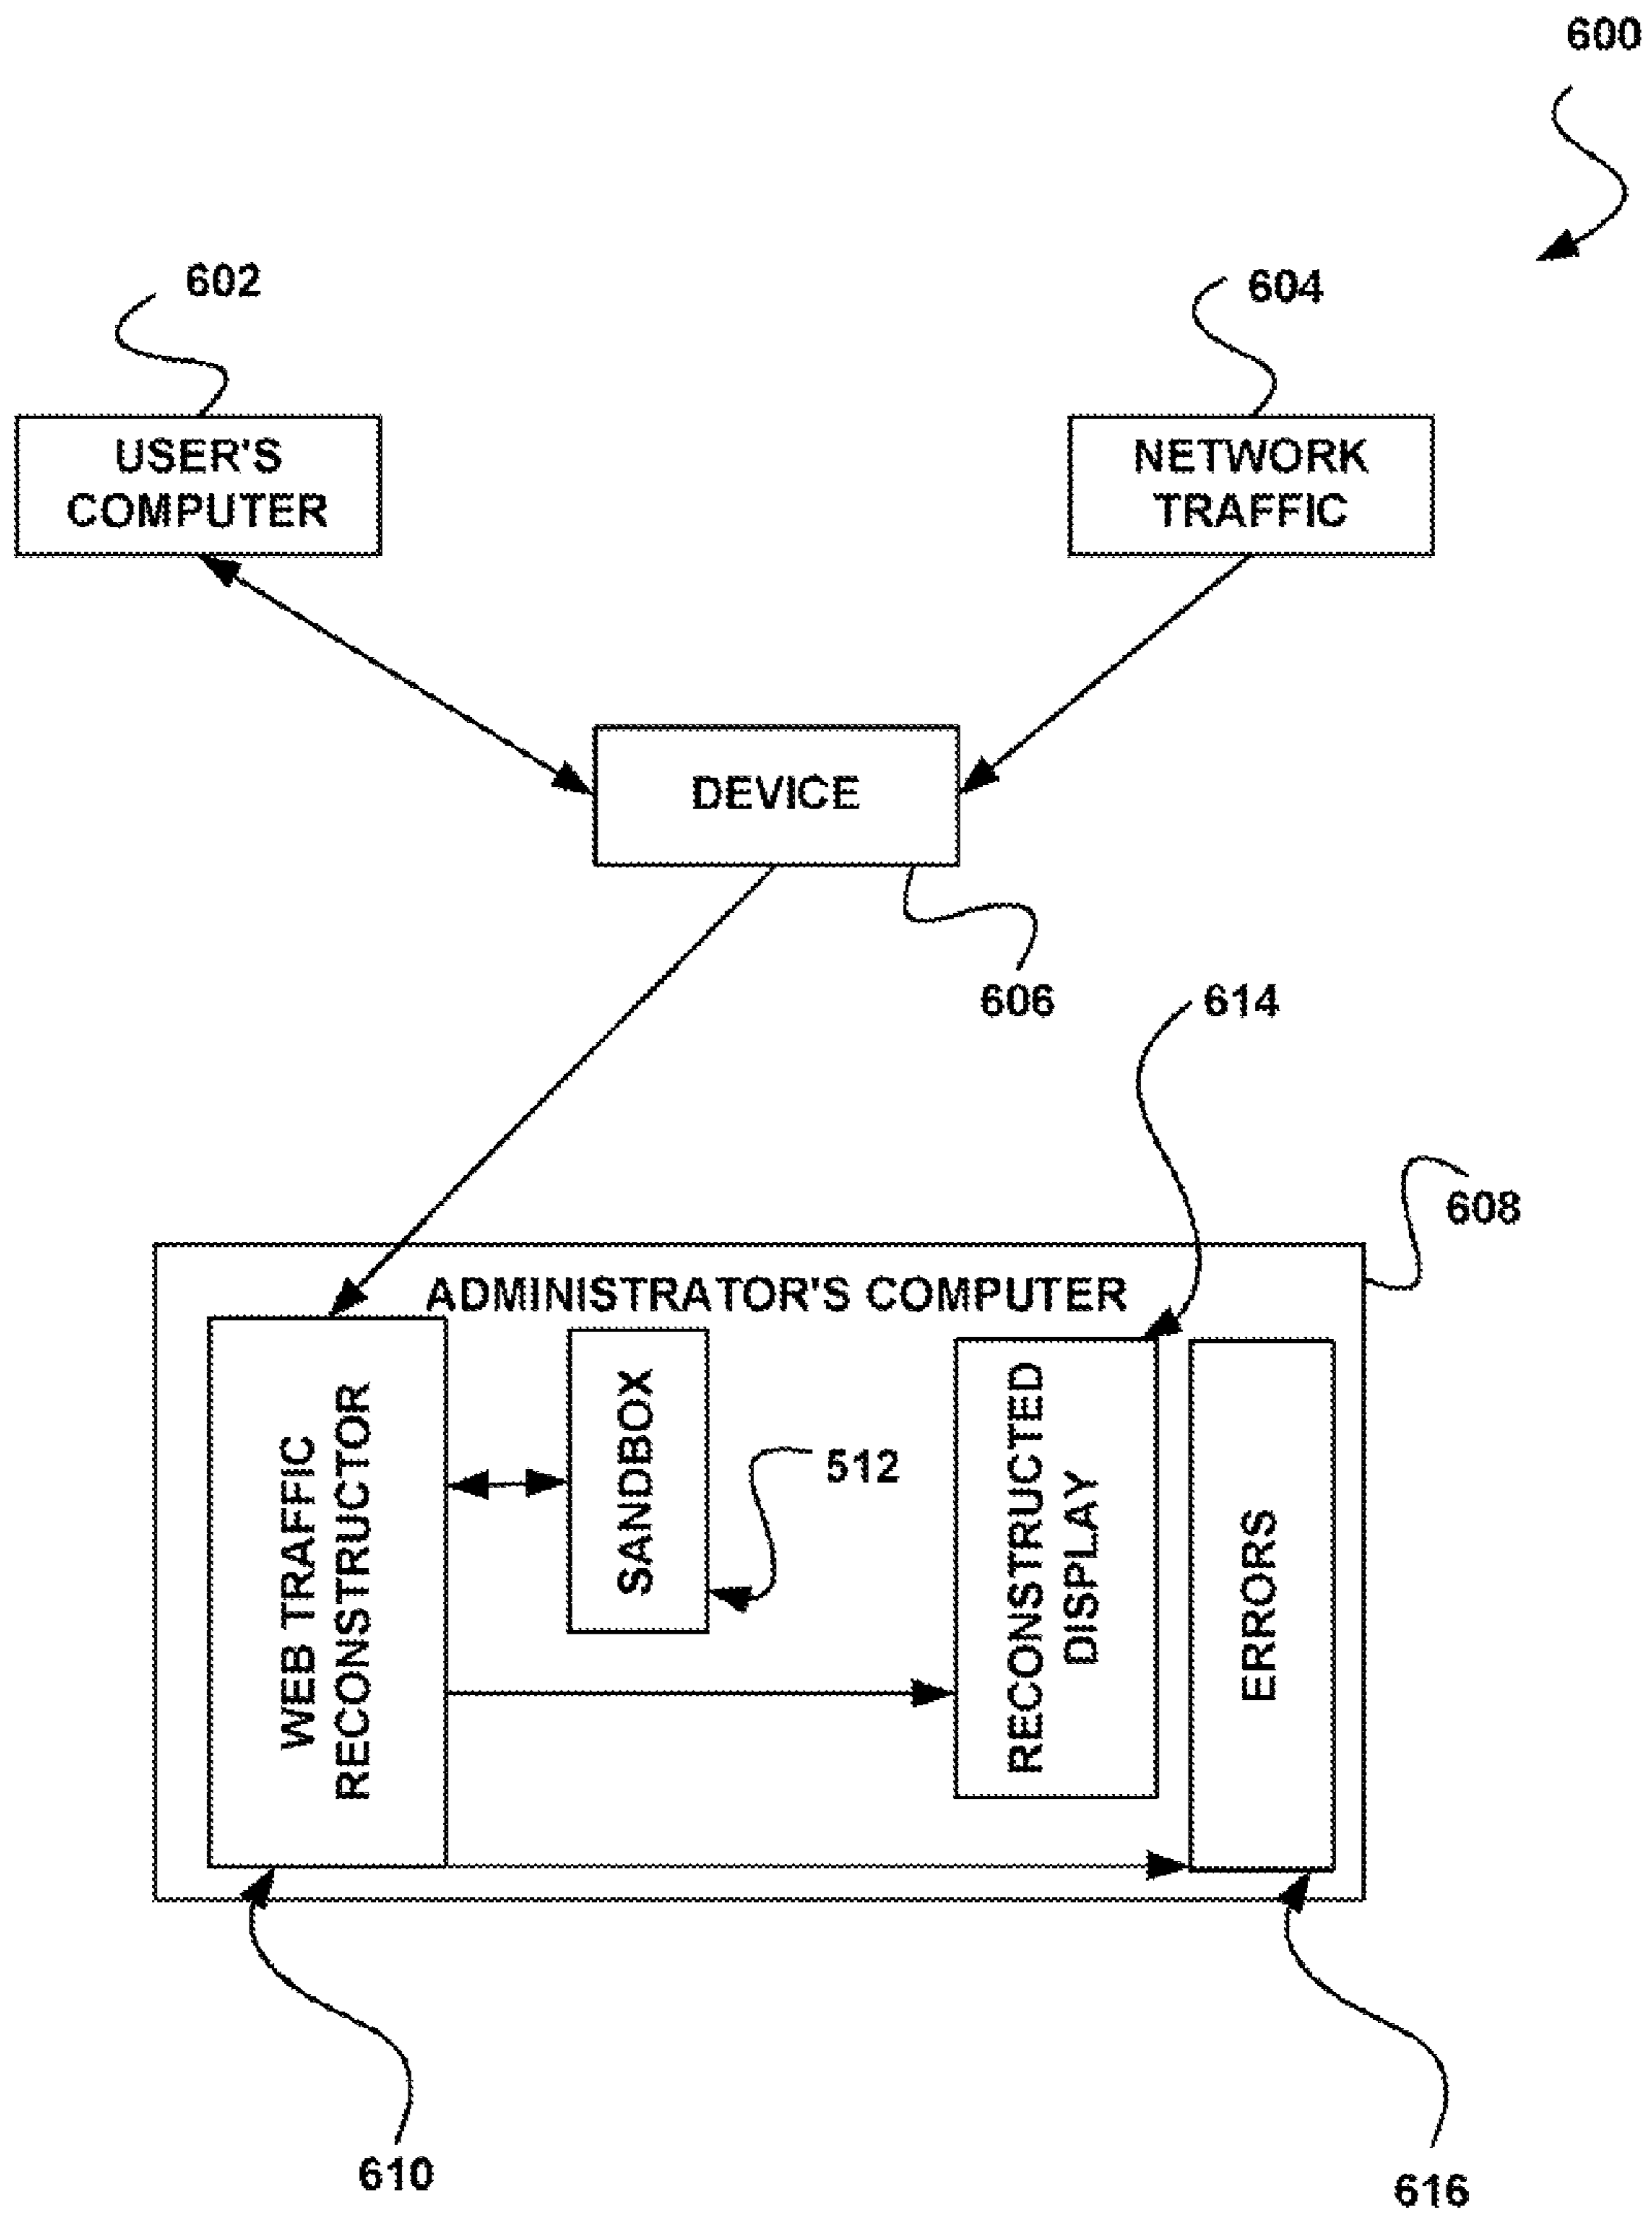 600
602
604
USER'S
COMPUTER
NETWORK
TRAFFIC
DEVICE
606
614
608
ADMINISTRATOR'S COMPUTER
WEB TRAFFIC
RECONSTRUCTOR
SANDBOX
512
RECONSTRUCTED
DISPLAY
ERRORS
610
616